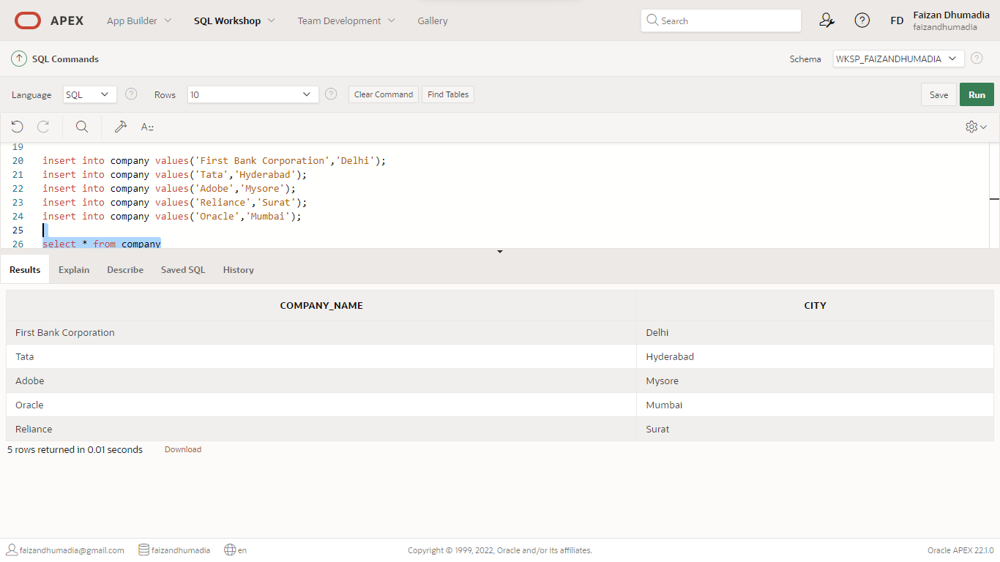 APEX App Builder SQL Workshop Team Development Gallery Search FD Faizan Dhumadia
faizandhumadia
SQL Commands Schema WKSP_FAIZANDHUMADIA
Language SQL Rows 10 Clear Command Find Tables Save Run
A
19
20 insert into company values('First Bank Corporation','Delhi');
21 insert into company values('Tata','Hyderabad');
22 insert into company values('Adobe','Mysore');
23 insert into company values('Reliance','Surat');
24 insert into company values('Oracle','Mumbai');
25
26 select * from company
Results Explain Describe Saved SQL History
COMPANY_NAME CITY
First Bank Corporation Delhi
Tata Hyderabad
Adobe Mysore
Oracle Mumbai
Reliance Surat
5 rows returned in 0.01 seconds Download
faizandhumadia@gmail.com faizandhumadia en Copyright © 1999, 2022, Oracle and/or its affiliates. Oracle APEX 22.1.0